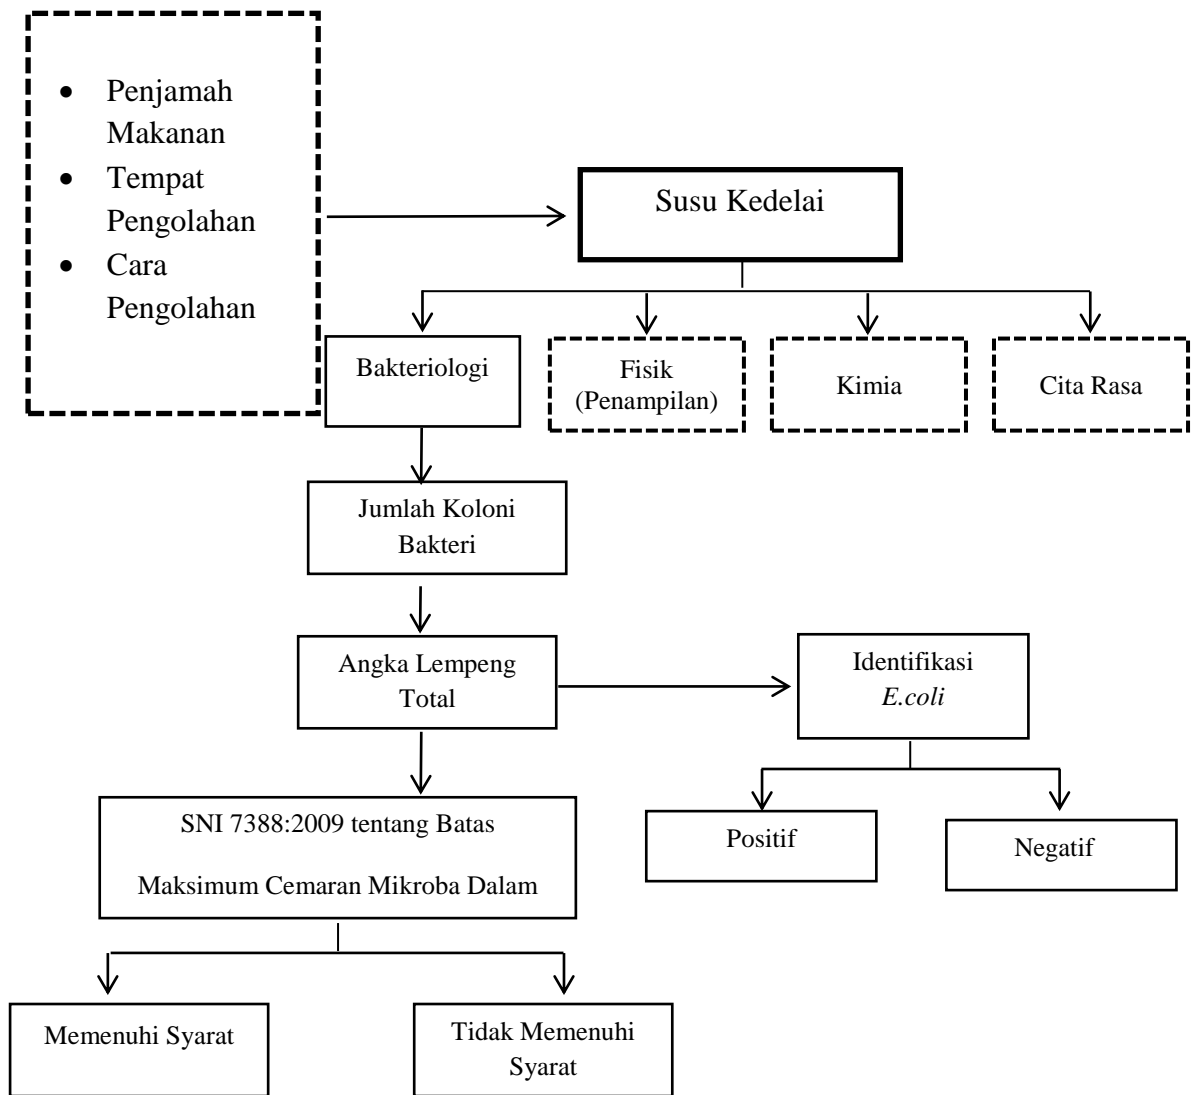 • Penjamah
Makanan
• Tempat
Pengolahan
• Cara
Pengolahan
Susu Kedelai
Bakteriologi
Fisik
(Penampilan)
Kimia
Cita Rasa
Jumlah Koloni
Bakteri
Angka Lempeng
Total
Identifikasi
E.coli
SNI 7388:2009 tentang Batas
Maksimum Cemaran Mikroba Dalam
Positif
Negatif
Memenuhi Syarat
Tidak Memenuhi
Syarat